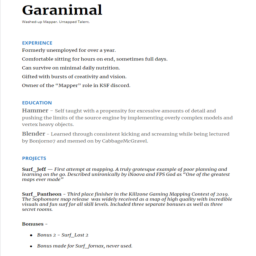 Garanimal
Washed up Mapper. Untapped Talent.
EXPERIENCE
Formerly unemployed for over a year.
Comfortable sitting for hours on end, sometimes full days.
Can survive on minimal daily nutrition.
Gifted with bursts of creativity and vision.
Owner of the "Mapper" role in KSF discord.
EDUCATION
Hammer – Self-taught with a propensity for excessive amounts of detail and
pushing the limits of the source engine by implementing overly complex models and
vertex heavy objects.
Blender – Learned through consistent kicking and screaming while being lectured
by Bonjorno and named on by CabbageMcGravel.
PROJECTS
Surf_Jeff — First attempt at mapping. A truly grotesque example of poor planning and
learning on the go. Described unironically by illusnva and FPS God as "One of the greatest
maps ever made"
Surf_Pantheon – Third place finisher in the Killzone Gaming Mapping Contest of 2019.
The Sophomore map release was widely received as a map of high quality with incredible
visuals and fun surf for all skill levels. Included three separate bonuses as well as three
secret rooms.
Bonuses –
● Bonus 2 – Surf_Lost 2
● Bonus made for Surf_fornax, never used.